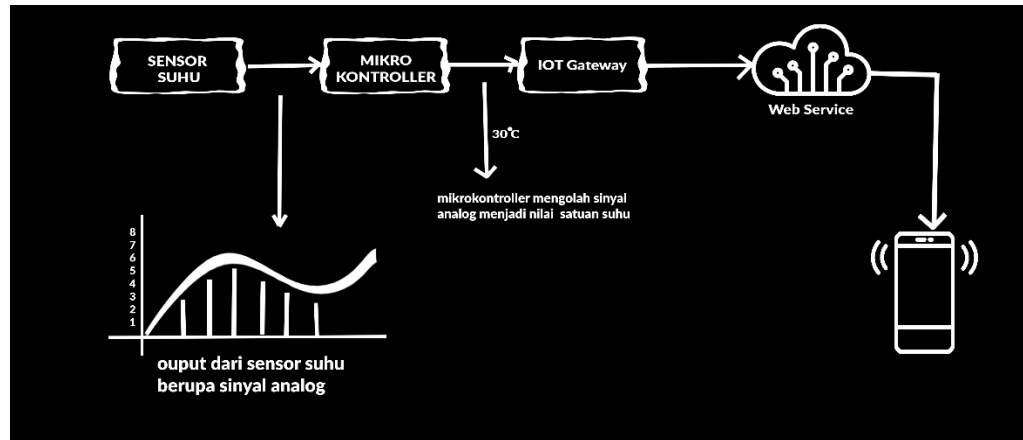 SENSOR
SUHU
MIKRO
KONTROLLER
IOT Gateway
Web Service
30°C
mikrokontroller mengolah sinyal
analog menjadi nilai satuan suhu
8
7
6
5
4
3
2
1
ouput dari sensor suhu
berupa sinyal analog